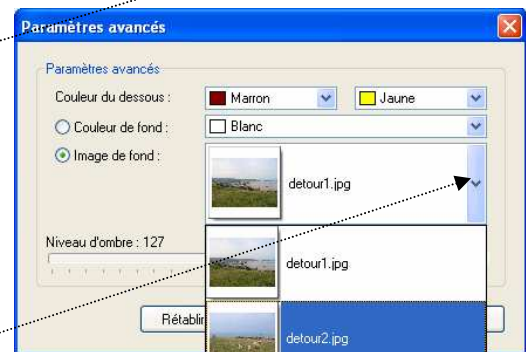 Paramètres avancés
Paramètres avancés
Couleur du dessous : Marron Jaune
Couleur de fond : Blanc
Image de fond :
detour1.jpg
Niveau d'ombre : 127
detour1.jpg
Rétablir
detour2.jpg